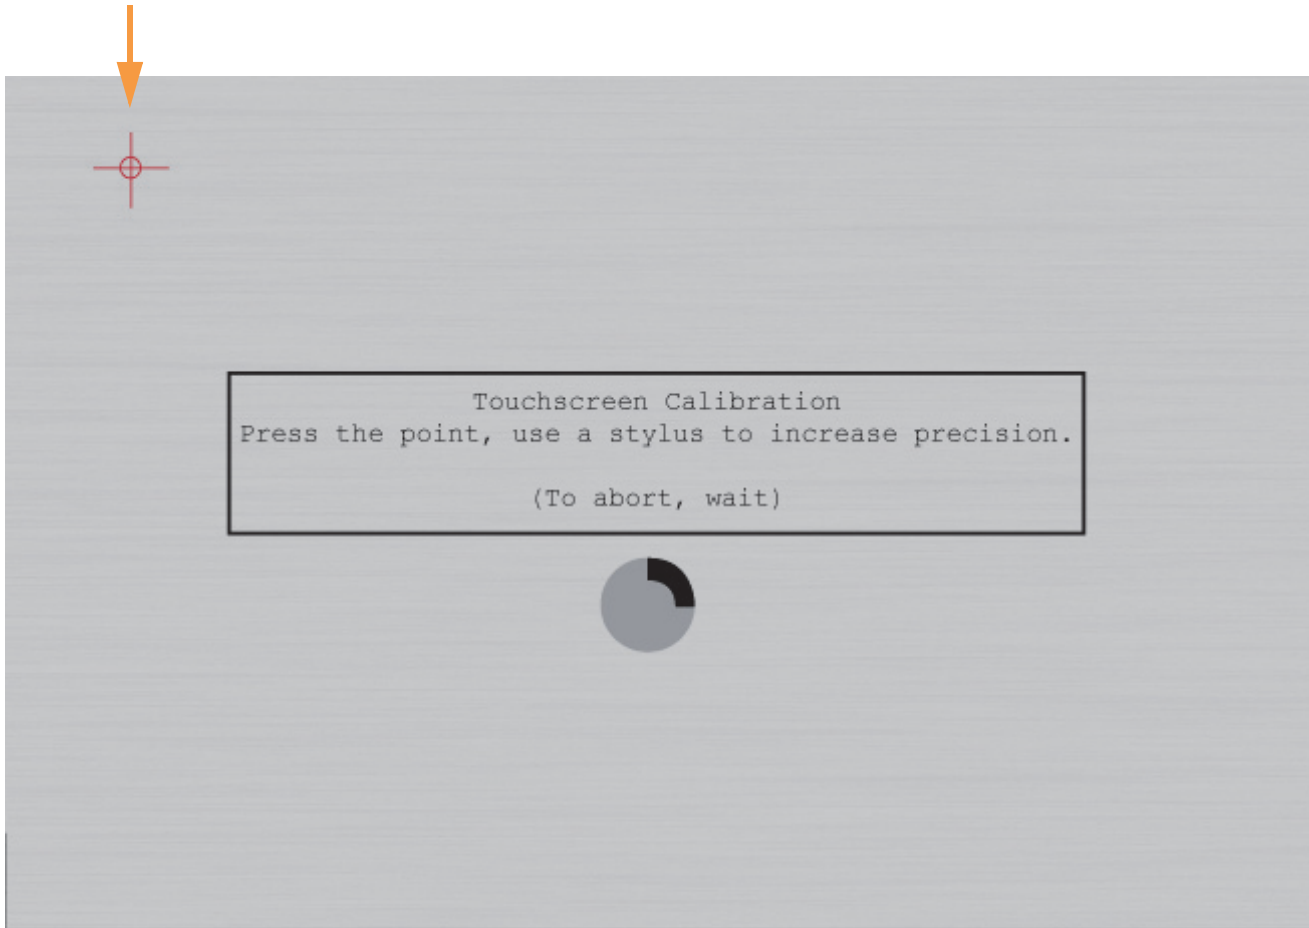 Touchscreen Calibration
Press the point, use a stylus to increase precision.
(To abort, wait)